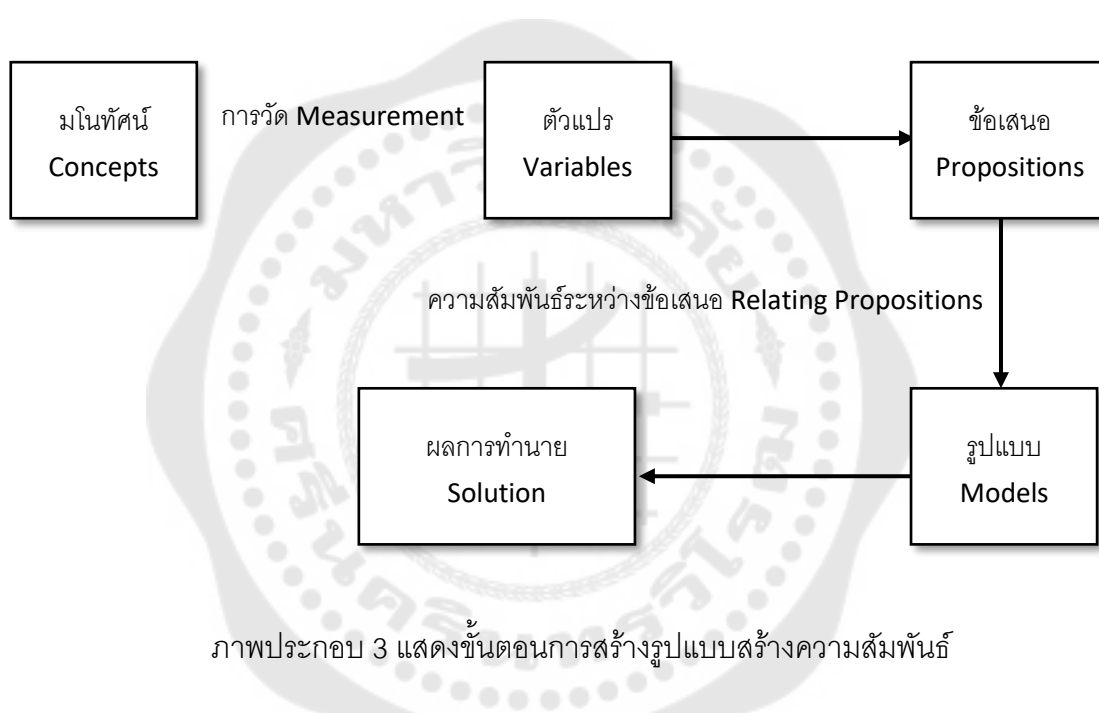 มโนทัศน์
Concepts
การวัด Measurement
ตัวแปร
Variables
ข้อเสนอ
Propositions
ความสัมพันธ์ระหว่างข้อเสนอ Relating Propositions
ผลการทำนาย
Solution
รูปแบบ
Models
ภาพประกอบ 3 แสดงขั้นตอนการสร้างรูปแบบสร้างความสัมพันธ์